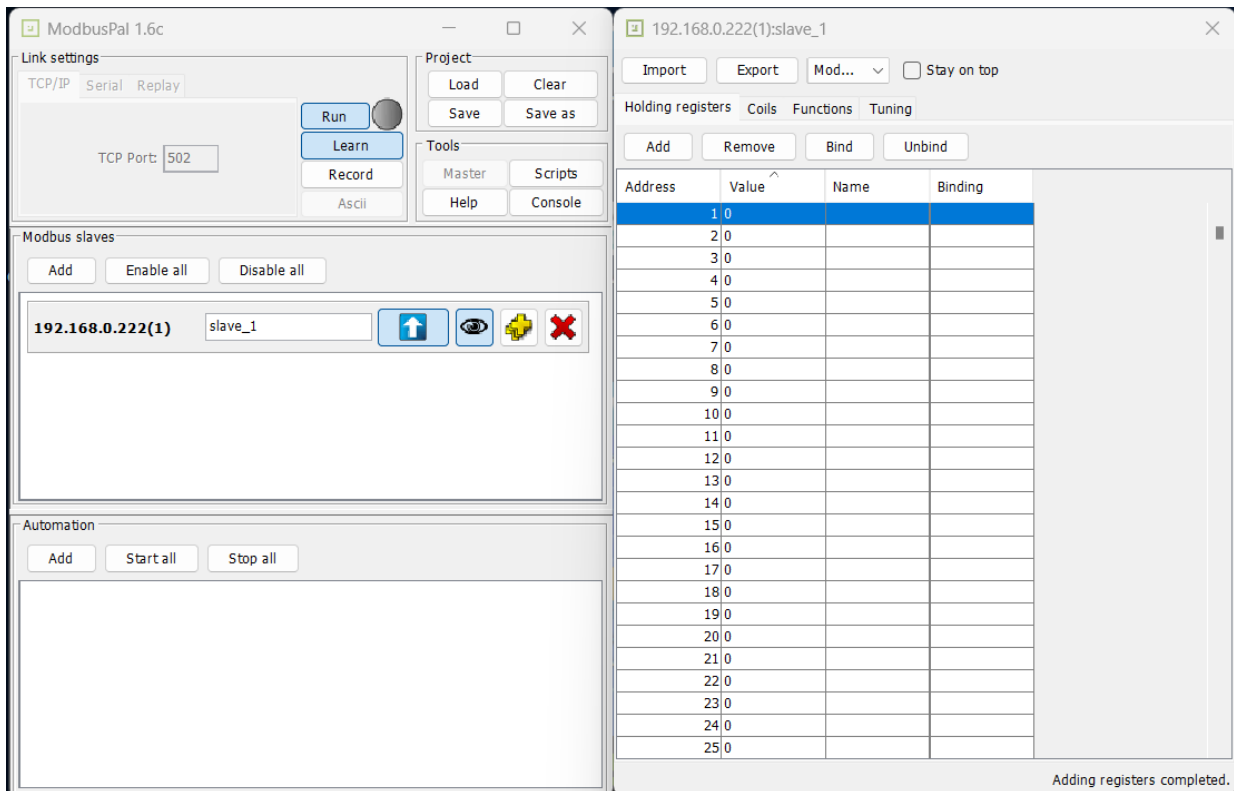 ModbusPal 1.6c
Link settings
TCP/IP Serial Replay
TCP Port: 502
Run
Learn
Record
Ascii
Project
Load Clear
Save Save as
Tools
Master Scripts
Help Console
Modbus slaves
Add Enable all Disable all
192.168.0.222(1) slave_1
Automation
Add Start all Stop all
192.168.0.222(1):slave_1
Import Export Mod... Stay on top
Holding registers Coils Functions Tuning
Add Remove Bind Unbind
Address Value Name Binding
1 0
2 0
3 0
4 0
5 0
6 0
7 0
8 0
9 0
10 0
11 0
12 0
13 0
14 0
15 0
16 0
17 0
18 0
19 0
20 0
21 0
22 0
23 0
24 0
25 0
Adding registers completed.